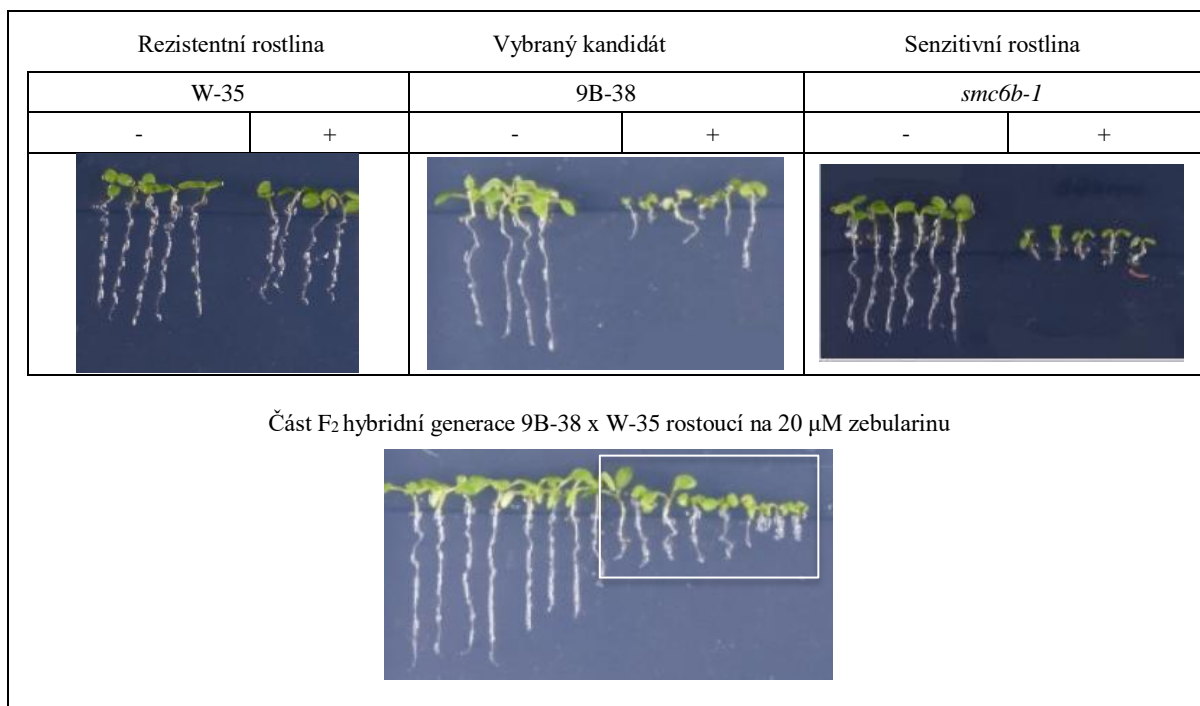 Rezistentní rostlina Vybraný kandidát Senzitivní rostlina
W-35 9B-38 smc6b-1
- + - + - +
Část F2 hybridní generace 9B-38 x W-35 rostoucí na 20 μM zebularinu